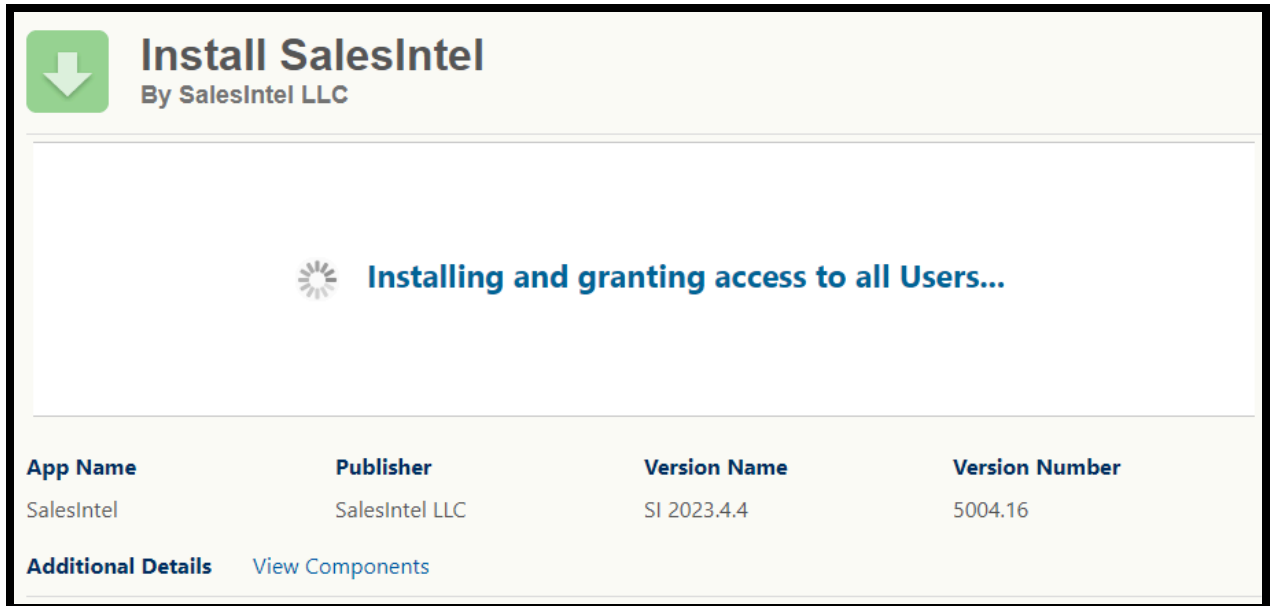 Install SalesIntel
By SalesIntel LLC
Installing and granting access to all Users...
App Name Publisher Version Name Version Number
SalesIntel SalesIntel LLC SI 2023.4.4 5004.16
Additional Details View Components